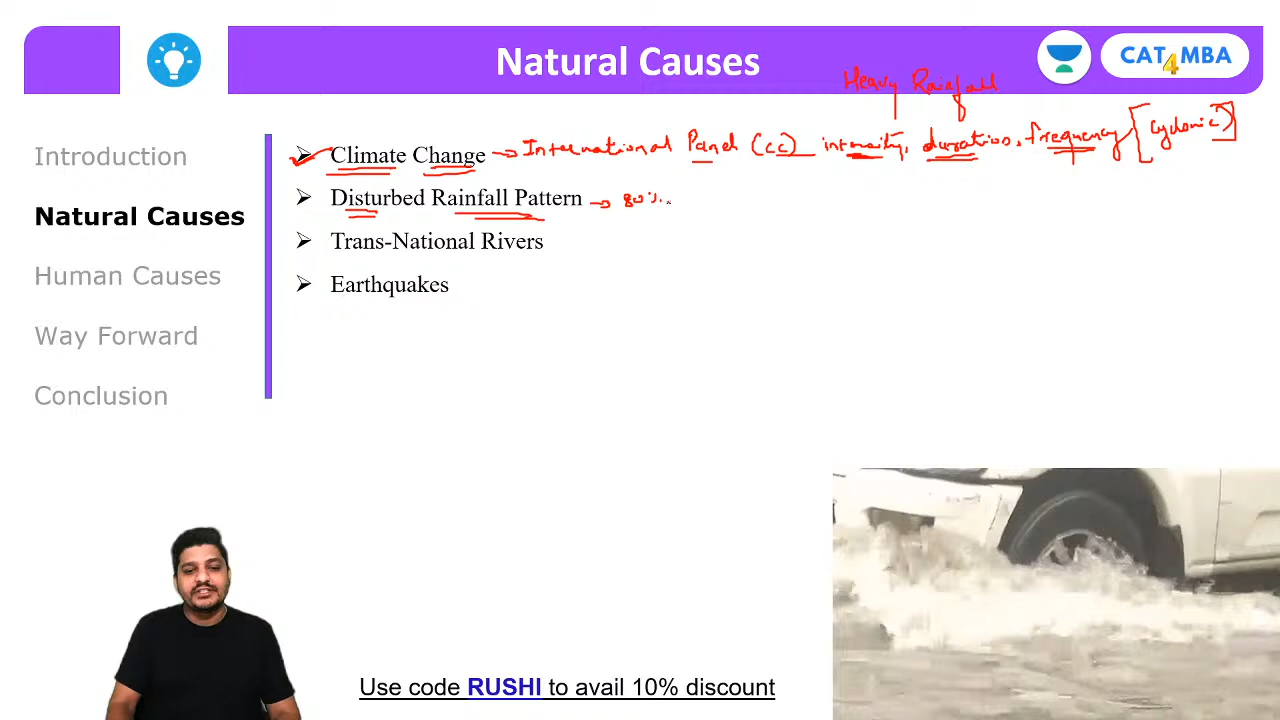 Natural Causes
CAT4MBA
Heavy Rainfall
Introduction
Natural Causes
Human Causes
Way Forward
Conclusion
➢ Climate Change → International Panel (CC) intensity, duration, frequency [Cyclonic]
➢ Disturbed Rainfall Pattern → 80%.
➢ Trans-National Rivers
➢ Earthquakes
Use code RUSHI to avail 10% discount